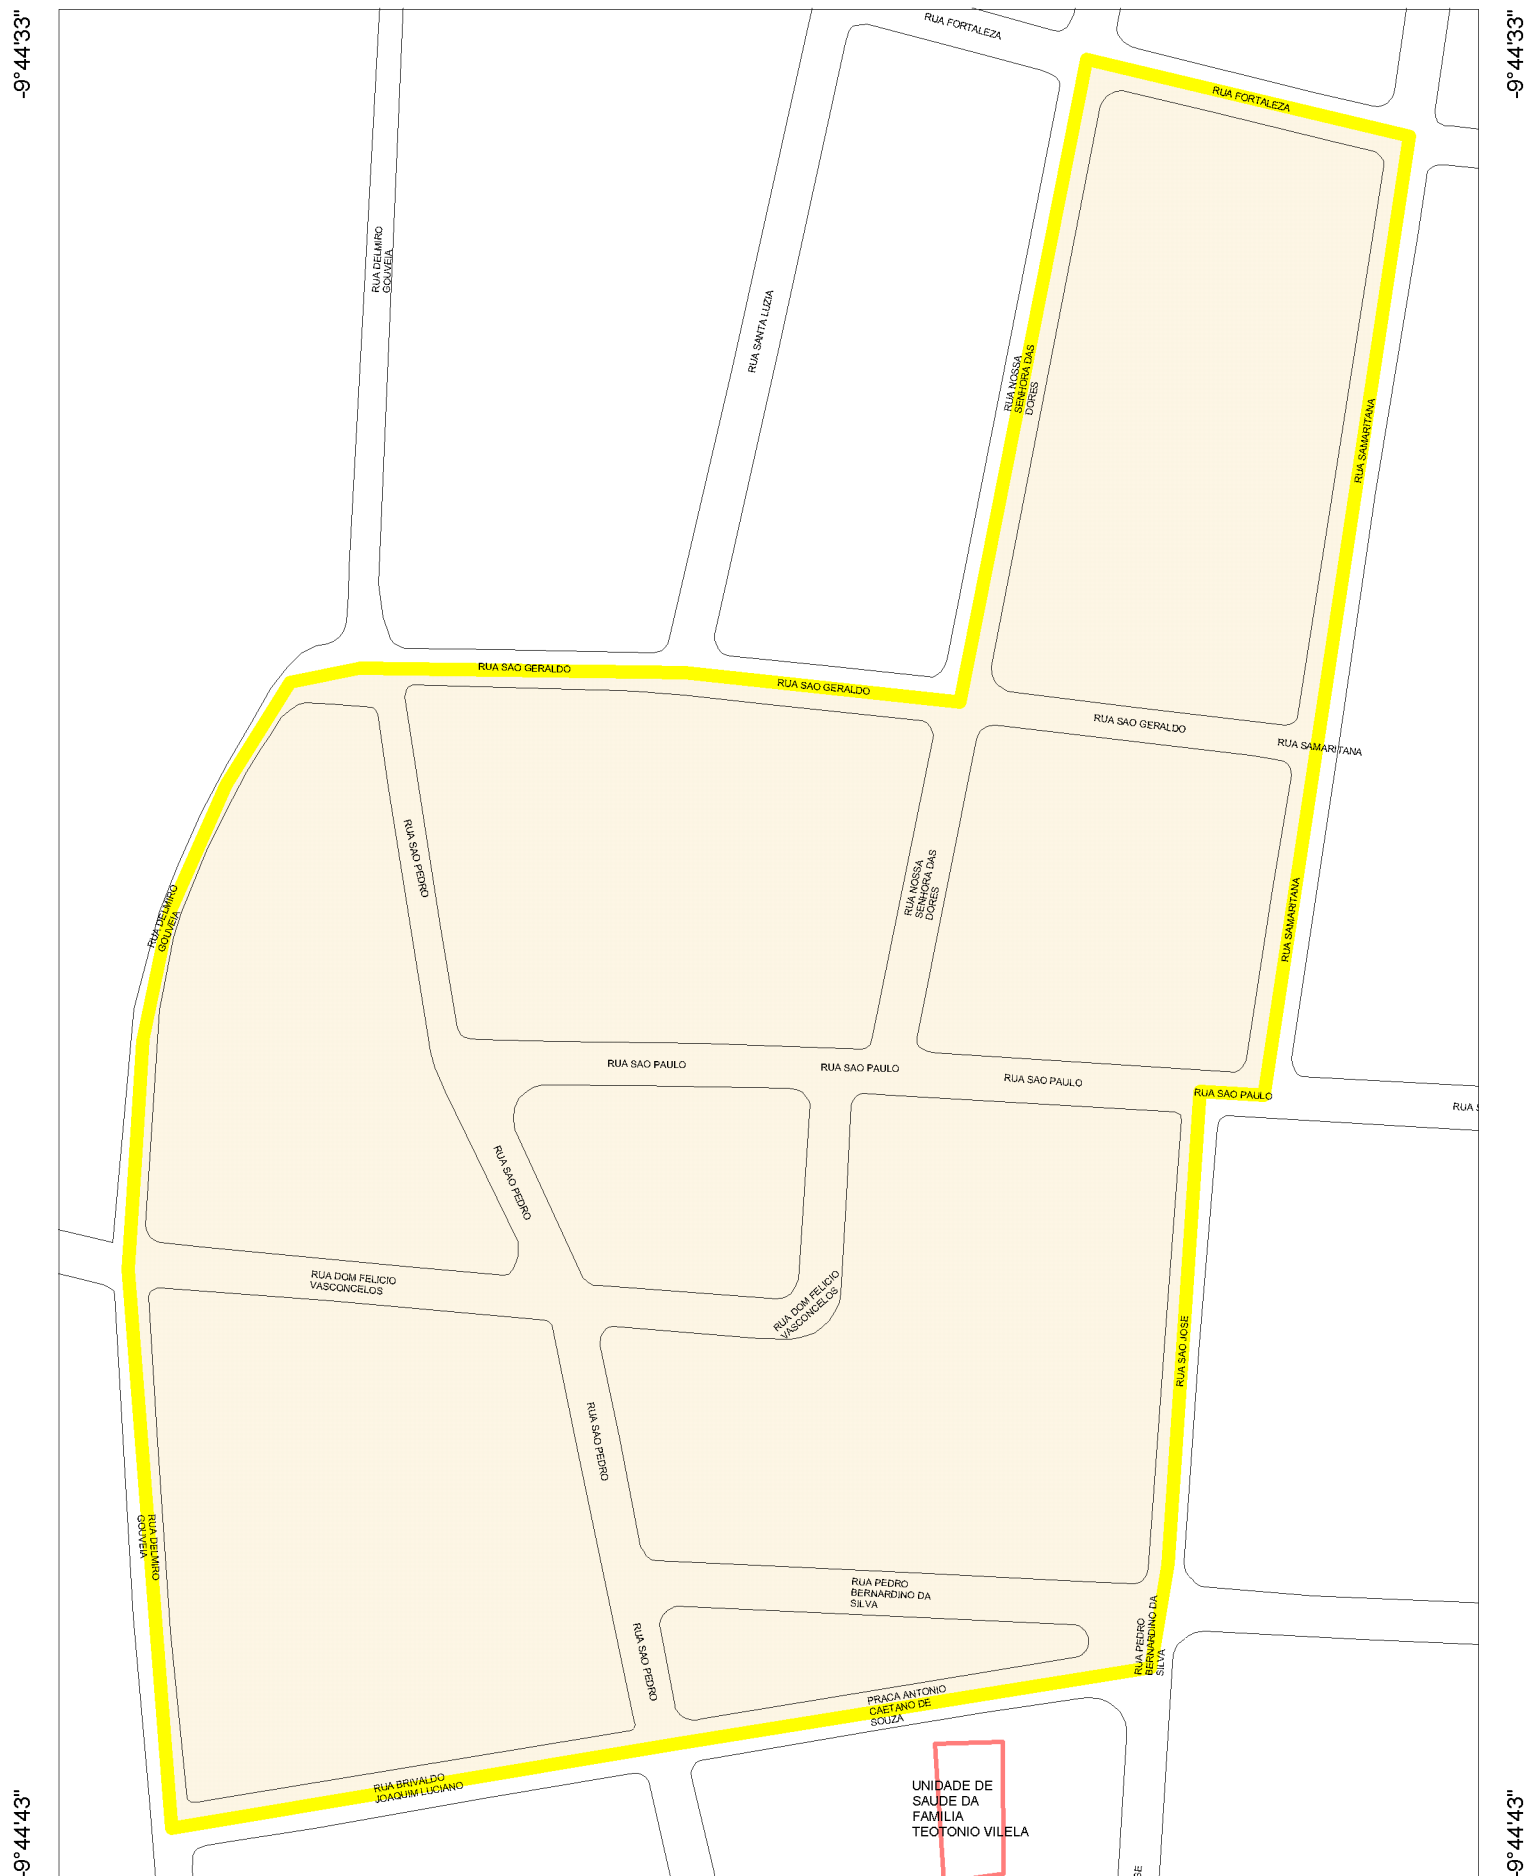 -9°44'33"
-9°44'33"
RUA FORTALEZA
RUA FORTALEZA
RUA DELMIRO
GOUVEIA
RUA SANTA LUZIA
RUA NOSSA
SENHORA DAS
DORES
RUA SAMARITANA
RUA SAO GERALDO
RUA SAO GERALDO
RUA SAO GERALDO
RUA SAMARITANA
RUA SAO PEDRO
RUA NOSSA
SENHORA DAS
DORES
RUA DELMIRO
GOUVEIA
RUA SAMARITANA
RUA SAO PAULO
RUA SAO PAULO
RUA SAO PAULO
RUA SAO PAULO
RUA S
RUA SAO PEDRO
RUA DOM FELICIO
VASCONCELOS
RUA DOM FELICIO
VASCONCELOS
RUA SAO JOSE
RUA SAO PEDRO
RUA DELMIRO
GOUVEIA
RUA PEDRO
BERNARDINO DA
SILVA
RUA PEDRO
BERNARDINO DA
SILVA
RUA SAO PEDRO
PRACA ANTONIO
CAETANO DE
SOUZA
RUA BRIVALDO
JOAQUIM LUCIANO
UNIDADE DE
SAUDE DA
FAMILIA
TEOTONIO VILELA
-9°44'43"
-9°44'43"
SE